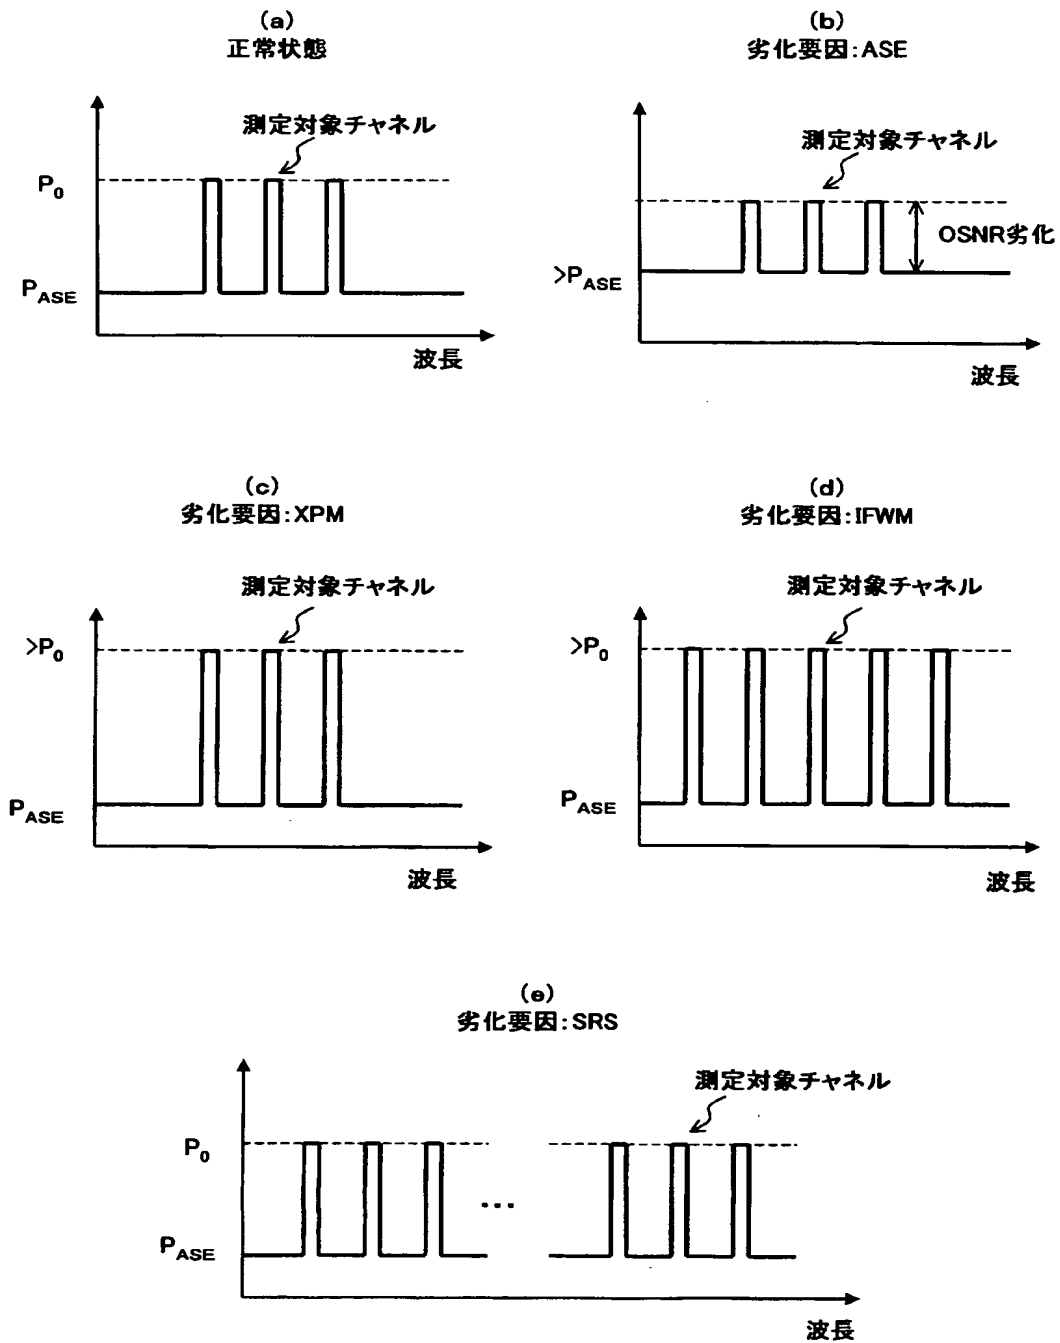 (a)
正常状態
測定対象チャネル
P0
PASE
波長
(b)
劣化要因:ASE
測定対象チャネル
OSNR劣化
>PASE
波長
(c)
劣化要因:XPM
測定対象チャネル
>P0
PASE
波長
(d)
劣化要因:IFWM
測定対象チャネル
>P0
PASE
波長
(e)
劣化要因:SRS
測定対象チャネル
P0
...
PASE
波長